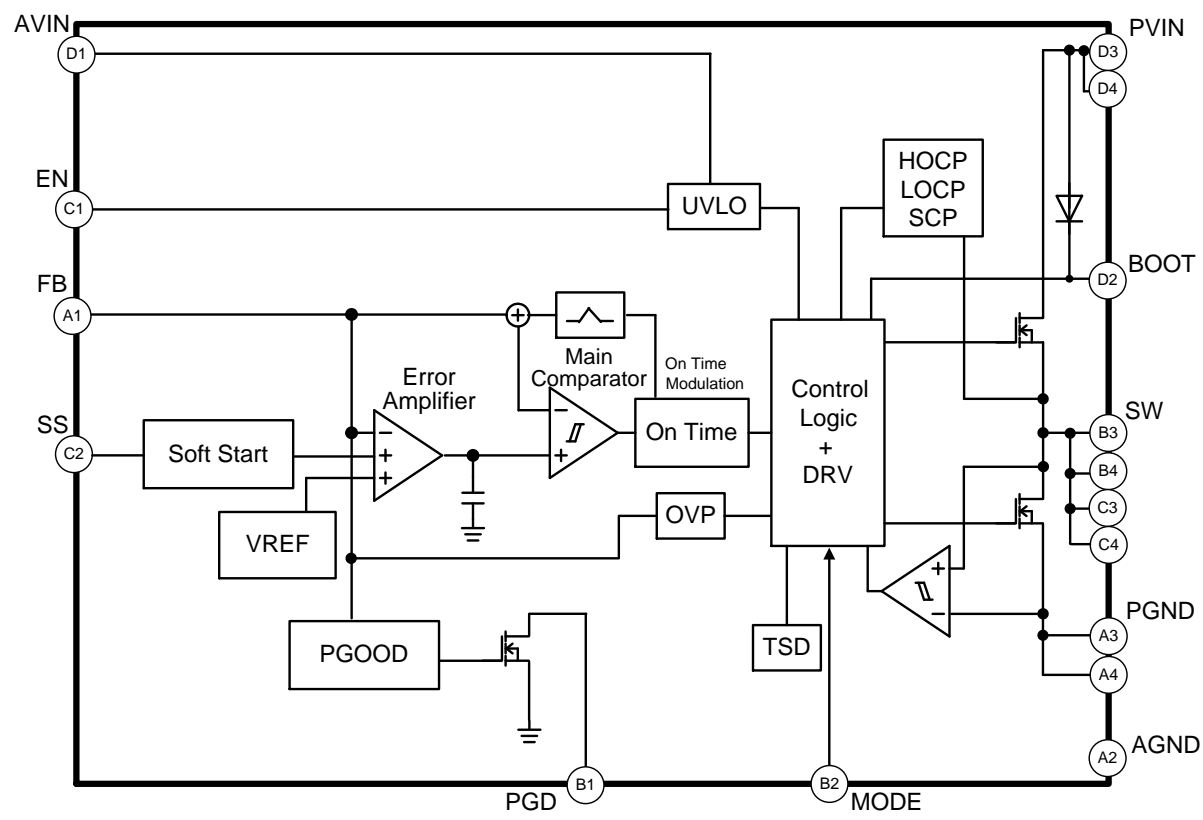 AVIN
PVIN
D1
D3
D4
EN
C1
UVLO
HOCP
LOCP
SCP
BOOT
D2
FB
A1
+
Main
Comparator
On Time
Modulation
Error
Amplifier
−
+
On Time
Control
Logic
+
DRV
SW
B3
B4
C3
C4
SS
C2
Soft Start
−
+
+
VREF
OVP
+
−
PGND
A3
A4
PGOOD
TSD
AGND
A2
B1
PGD
B2
MODE